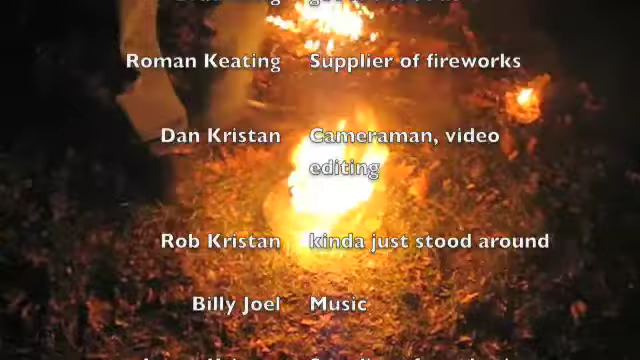 Roman Keating Supplier of fireworks
Dan Kristan Cameraman, video
editing
Rob Kristan kinda just stood around
Billy Joel Music